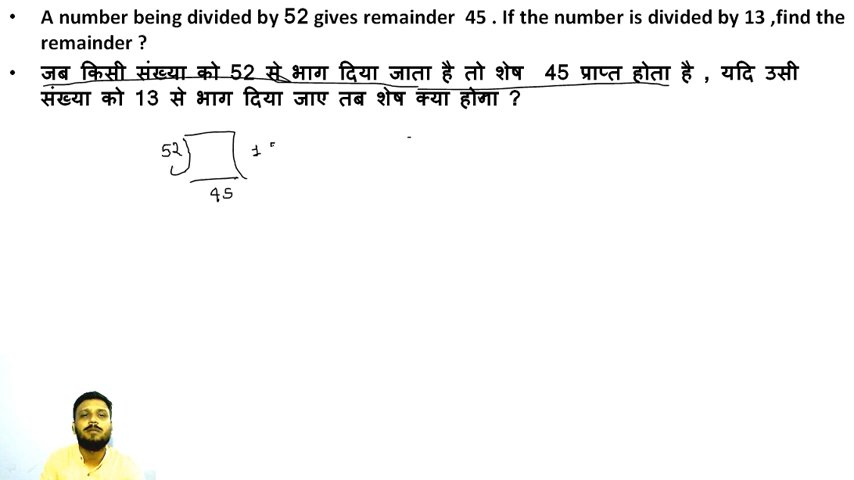 • A number being divided by 52 gives remainder 45 . If the number is divided by 13 ,find the
remainder ?
• जब किसी संख्या को 52 से भाग दिया जाता है तो शेष 45 प्राप्त होता है , यदि उसी
संख्या को 13 से भाग दिया जाए तब शेष क्या होगा ?
52 1
45